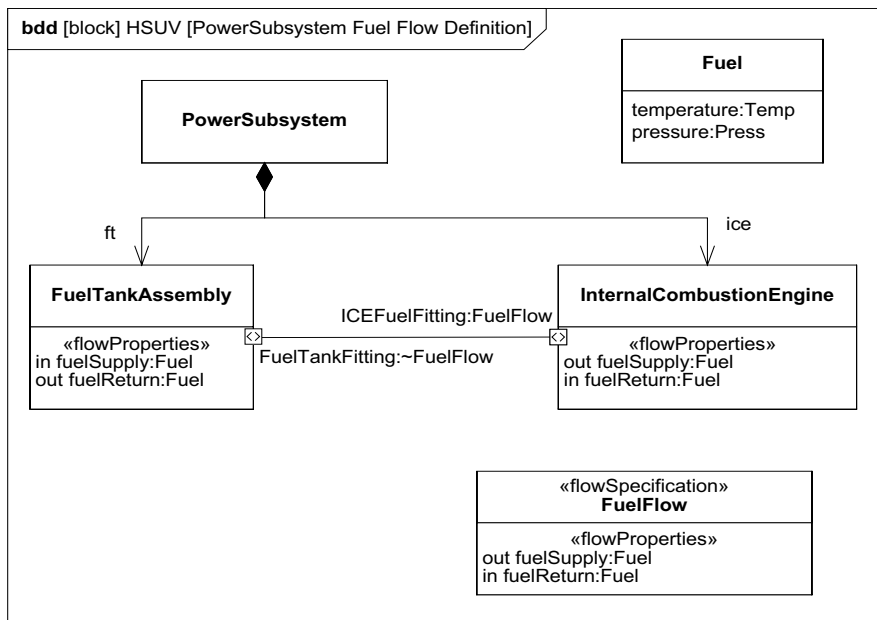 bdd [block] HSUV [PowerSubsystem Fuel Flow Definition]
Fuel
temperature:Temp
pressure:Press
PowerSubsystem
ft
ice
FuelTankAssembly
«flowProperties»
in fuelSupply:Fuel
out fuelReturn:Fuel
ICEFuelFitting:FuelFlow
FuelTankFitting:~FuelFlow
InternalCombustionEngine
«flowProperties»
out fuelSupply:Fuel
in fuelReturn:Fuel
«flowSpecification»
FuelFlow
«flowProperties»
out fuelSupply:Fuel
in fuelReturn:Fuel